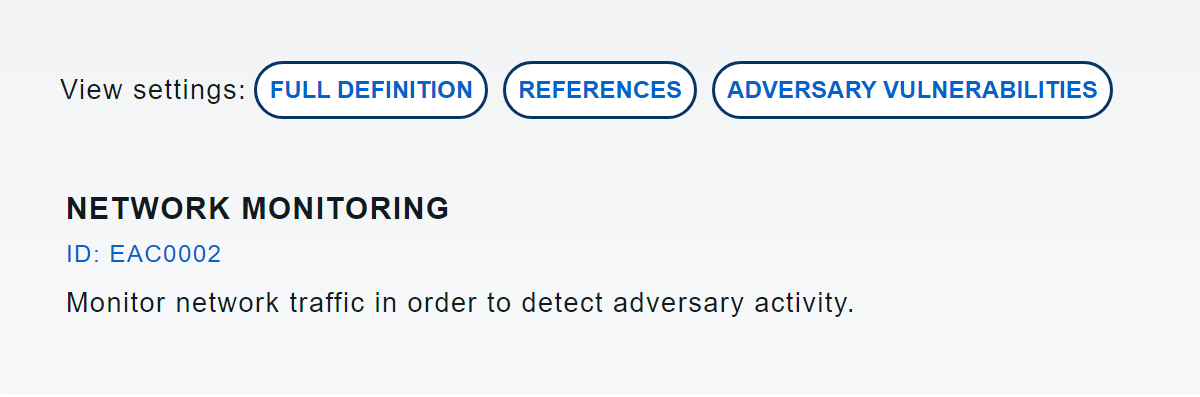 View settings: FULL DEFINITION REFERENCES ADVERSARY VULNERABILITIES
NETWORK MONITORING
ID: EAC0002
Monitor network traffic in order to detect adversary activity.